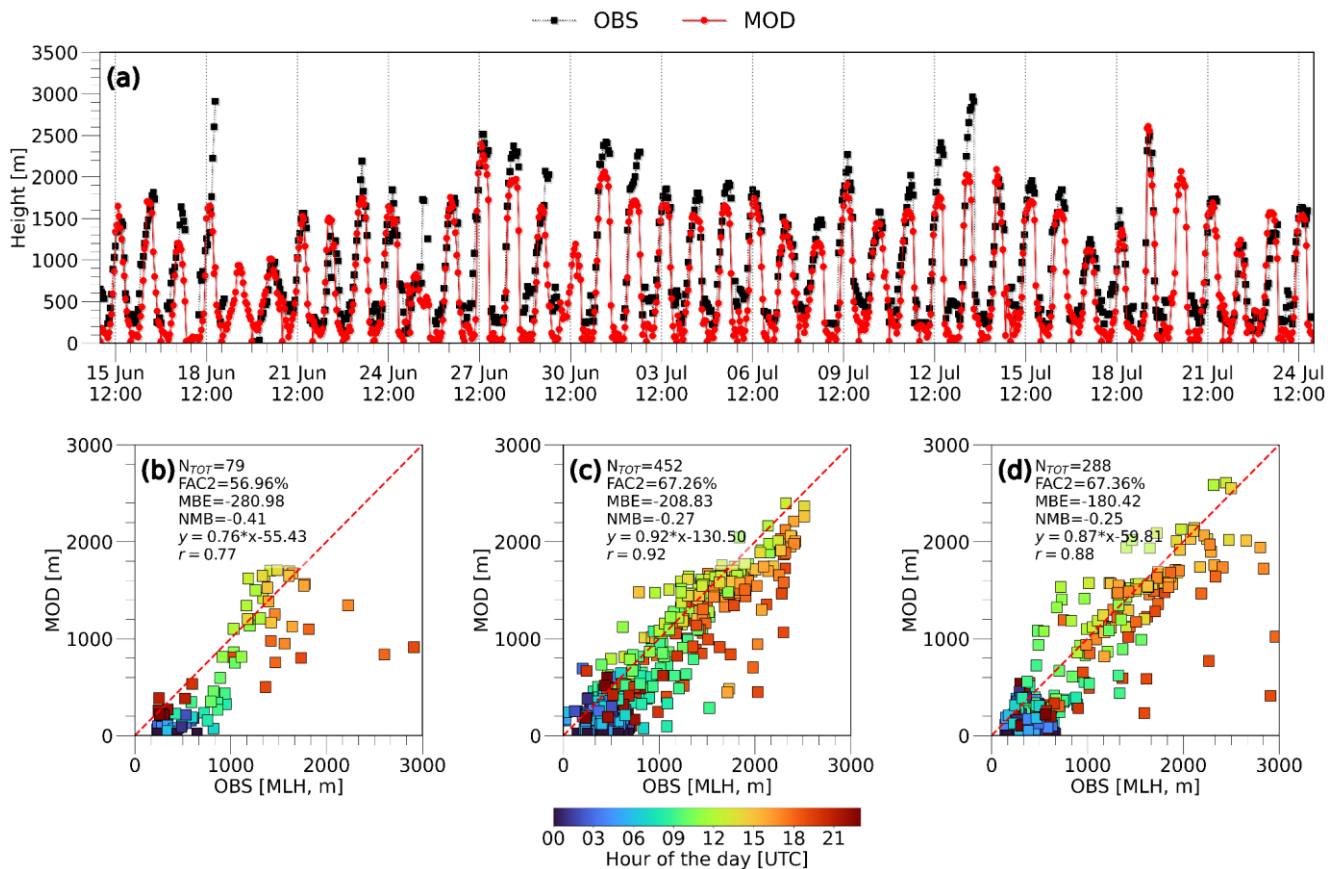 OBS MOD
(a)
Height [m]
3500
3000
2500
2000
1500
1000
500
0
15 Jun 18 Jun 21 Jun 24 Jun 27 Jun 30 Jun 03 Jul 06 Jul 09 Jul 12 Jul 15 Jul 18 Jul 21 Jul 24 Jul
12:00 12:00 12:00 12:00 12:00 12:00 12:00 12:00 12:00 12:00 12:00 12:00 12:00 12:00
(b)
N_TOT=79
FAC2=56.96%
MBE=-280.98
NMB=-0.41
y = 0.76*x-55.43
r = 0.77
MOD [m]
3000
2000
1000
0
0 1000 2000 3000
OBS [MLH, m]
(c)
N_TOT=452
FAC2=67.26%
MBE=-208.83
NMB=-0.27
y = 0.92*x-130.50
r = 0.92
MOD [m]
3000
2000
1000
0
0 1000 2000 3000
OBS [MLH, m]
(d)
N_TOT=288
FAC2=67.36%
MBE=-180.42
NMB=-0.25
y = 0.87*x-59.81
r = 0.88
MOD [m]
3000
2000
1000
0
0 1000 2000 3000
OBS [MLH, m]
00 03 06 09 12 15 18 21
Hour of the day [UTC]